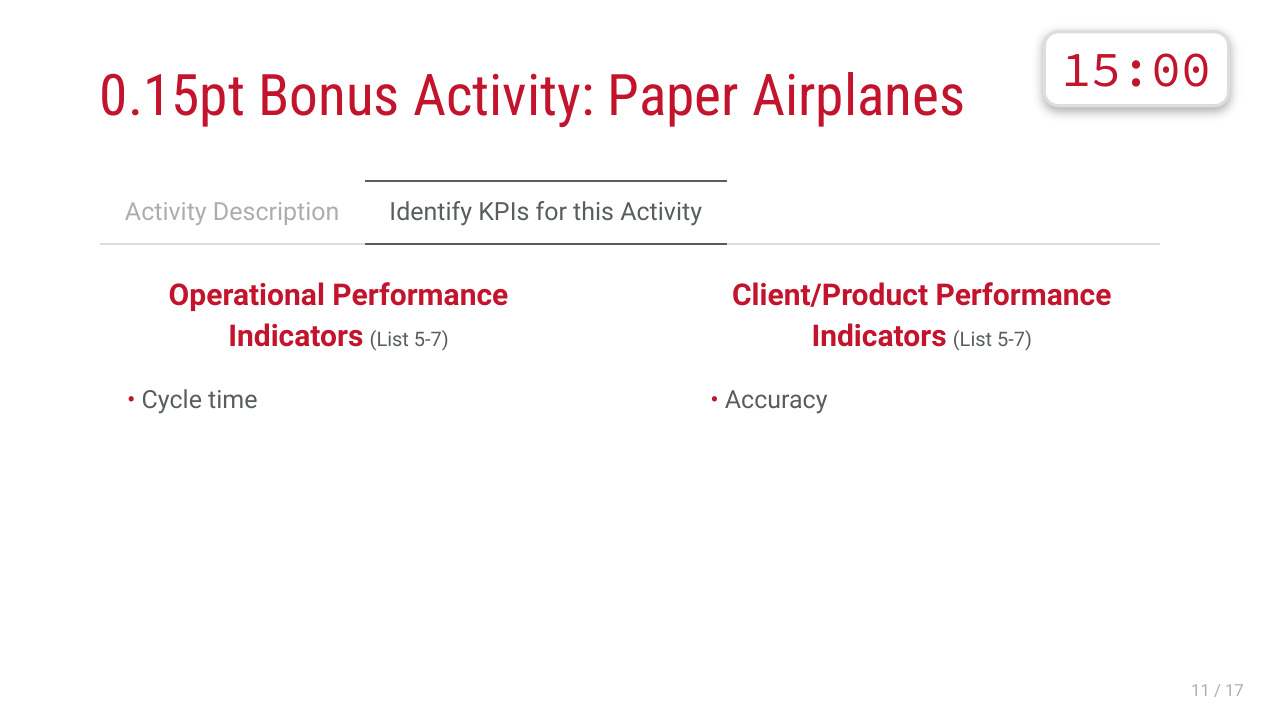 0.15pt Bonus Activity: Paper Airplanes
15:00
Activity Description
Identify KPIs for this Activity
Operational Performance
Indicators (List 5-7)
• Cycle time
Client/Product Performance
Indicators (List 5-7)
• Accuracy
11 / 17